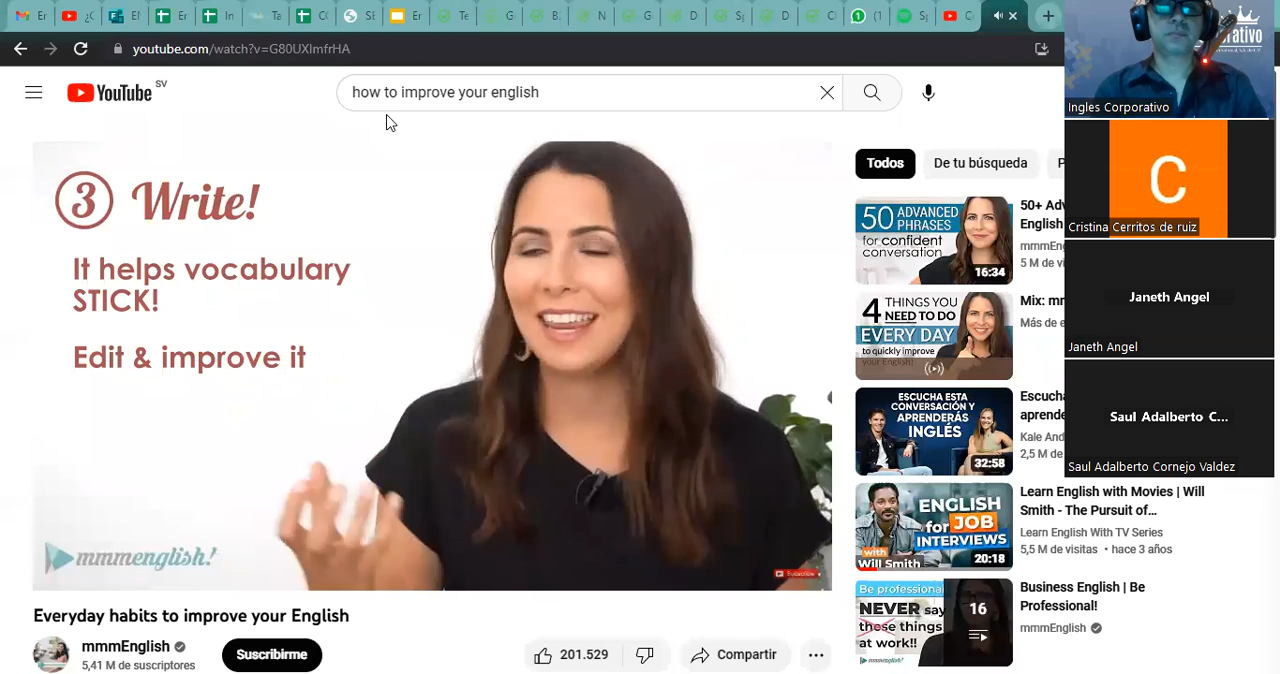 youtube.com/watch?v=G80UXImfrHA
YouTube SV
how to improve your english
Ingles Corporativo
Cristina Cerritos de ruiz
Janeth Angel
Janeth Angel
Saul Adalberto C...
Saul Adalberto Cornejo Valdez
3 Write!
It helps vocabulary
STICK!
Edit & improve it
mmmenglish!
Everyday habits to improve your English
mmmEnglish
5,41 M de suscriptores
Suscribirme
201.529
Compartir
Todos
De tu búsqueda
50 ADVANCED
PHRASES
for confident
conversation
16:34
50+ Adv
English
mmmEng
5 M de vi
4 THINGS YOU
NEED TO DO
EVERY DAY
to quickly improve
your English!
Mix: mr
Más de e
ESCUCHA ESTA
CONVERSACIÓN Y
APRENDERÁS
INGLÉS
32:58
Escucha
aprende
Kale And
2,5 M de
ENGLISH
for JOB
INTERVIEWS
with
Will Smith
20:18
Learn English with Movies | Will
Smith - The Pursuit of...
Learn English With TV Series
5,5 M de visitas • hace 3 años
Be professional!
NEVER say
these things
at work!!
mmmenglish!
16
Business English | Be
Professional!
mmmEnglish